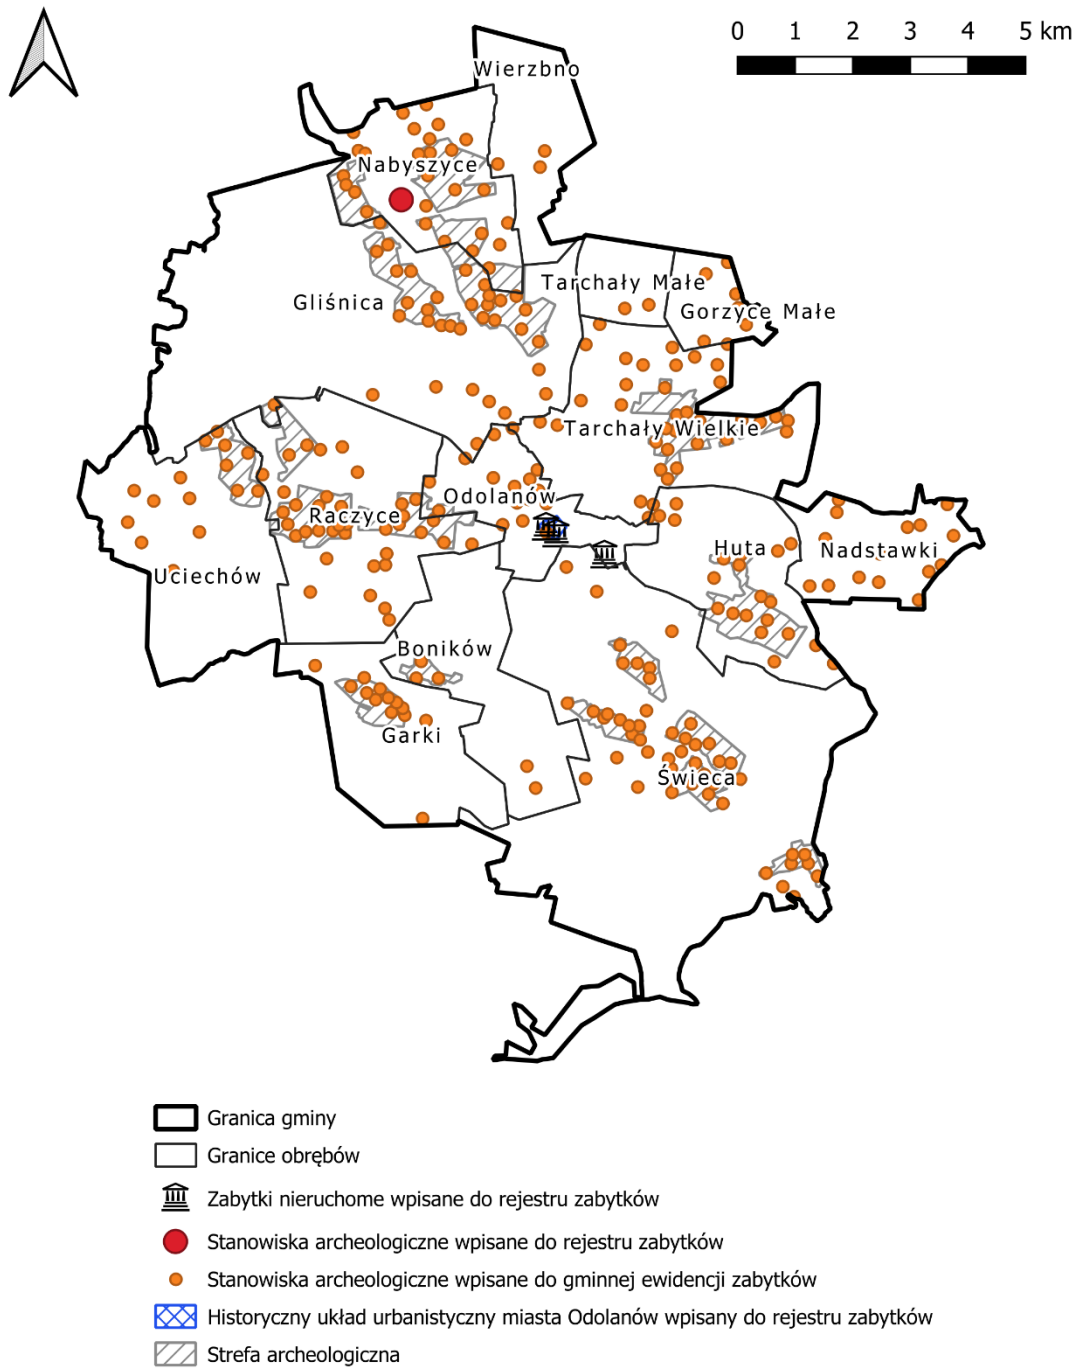 0 1 2 3 4 5 km
Wierzbno
Nabyszyce
Tarchały Małe
Gliśnica
Gorzyce Małe
Tarchały Wielkie
Odolanów
Raczyce
Huta
Nadstawki
Uciechów
Boników
Garki
Świeca
Granica gminy
Granice obrębów
Zabytki nieruchome wpisane do rejestru zabytków
Stanowiska archeologiczne wpisane do rejestru zabytków
Stanowiska archeologiczne wpisane do gminnej ewidencji zabytków
Historyczny układ urbanistyczny miasta Odolanów wpisany do rejestru zabytków
Strefa archeologiczna